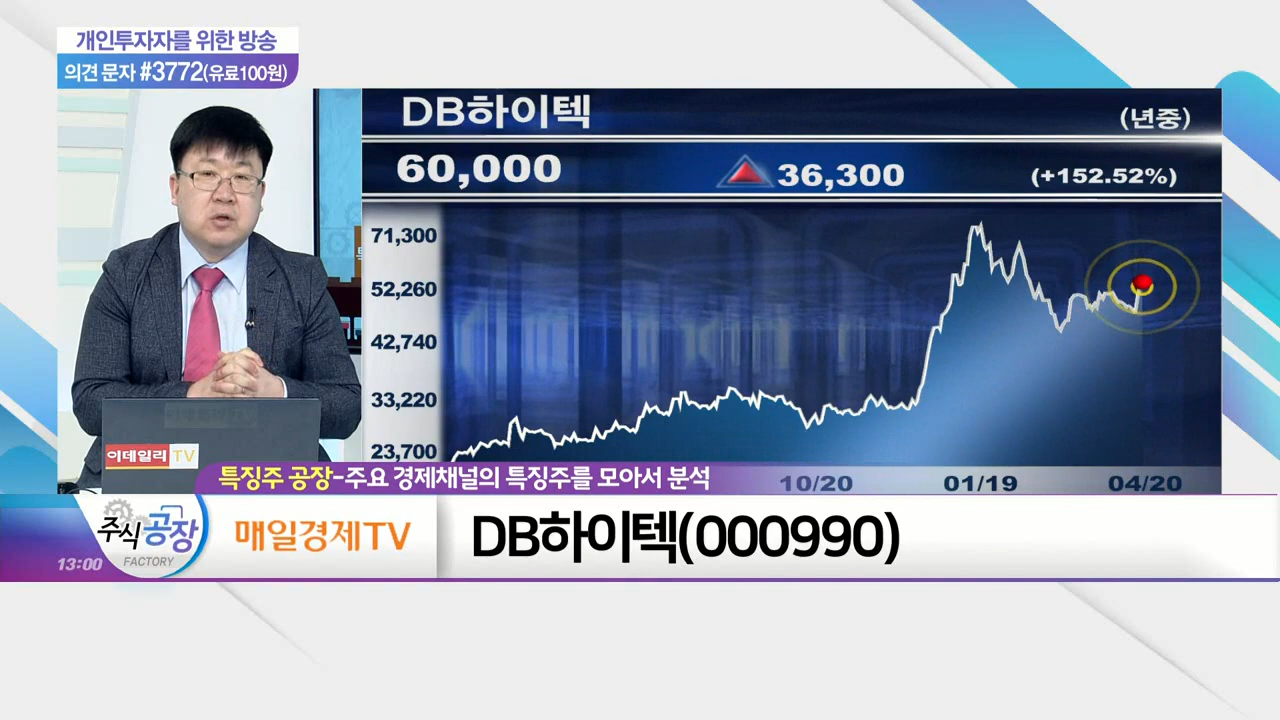 개인투자자를 위한 방송
의견 문자 #3772(유료100원)
DB하이텍
(년중)
60,000
36,300
(+152.52%)
71,300
52,260
42,740
33,220
23,700
10/20
01/19
04/20
이데일리 TV
특징주 공장-주요 경제채널의 특징주를 모아서 분석
주식공장
FACTORY
13:00
매일경제TV
DB하이텍(000990)